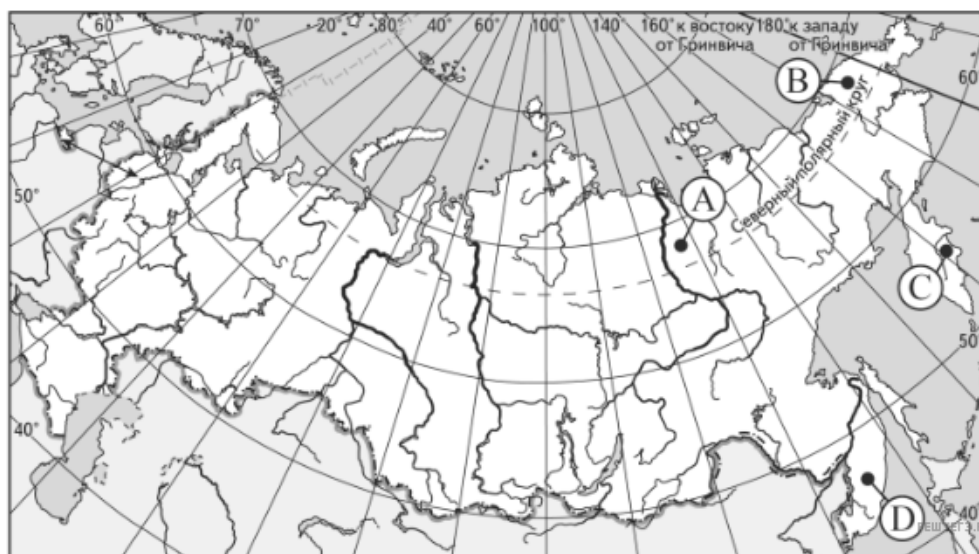 60° 70° 20° 40° 60° 80° 100° 120° 140° 160° к востоку 180° к западу
от Гринвича от Гринвича
60°
B
Северный полярный круг
50°
A
C
50°
40°
40°
D